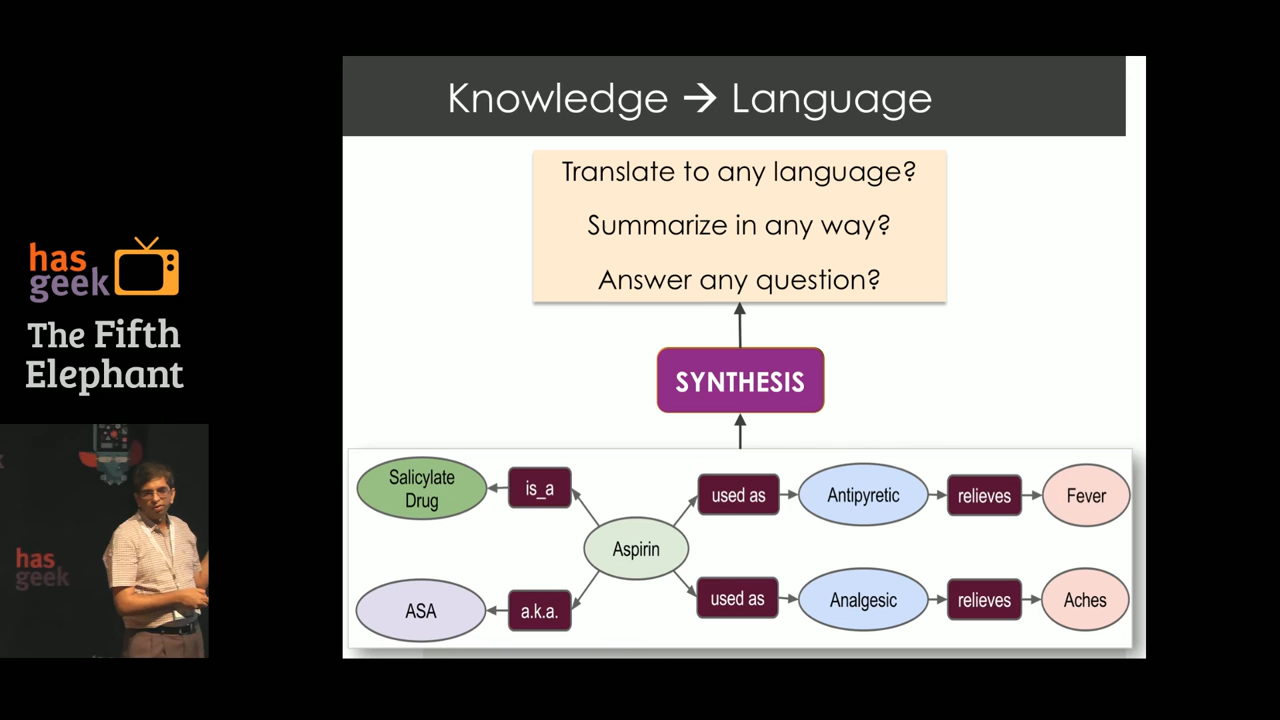 has
geek
The Fifth
Elephant
has
geek
Knowledge → Language
Translate to any language?
Summarize in any way?
Answer any question?
SYNTHESIS
Salicylate
Drug
is_a
used as
Antipyretic
relieves
Fever
Aspirin
ASA
a.k.a.
used as
Analgesic
relieves
Aches